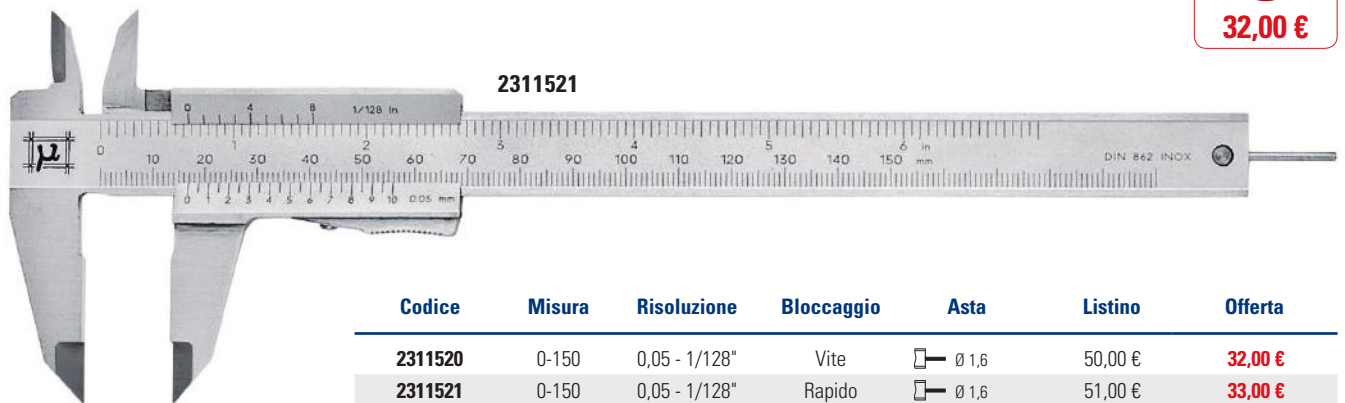 32,00 €
2311521
0 4 8 1/128 in
0 1 2 3 4 5 6 in
µ
10 20 30 40 50 60 70 80 90 100 110 120 130 140 150 mm
DIN 862 INOX
0 1 2 3 4 5 6 7 8 9 10 0.05 mm
Codice Misura Risoluzione Bloccaggio Asta Listino Offerta
2311520 0-150 0,05 - 1/128" Vite Ø 1,6 50,00 € 32,00 €
2311521 0-150 0,05 - 1/128" Rapido Ø 1,6 51,00 € 33,00 €